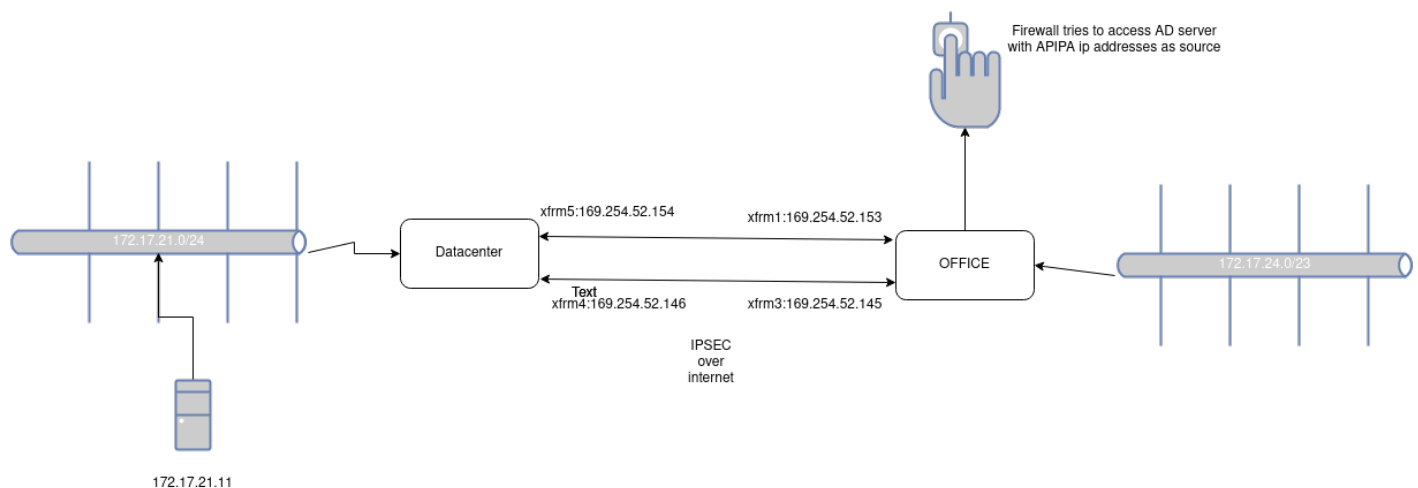 Firewall tries to access AD server
with APIPA ip addresses as source
xfrm5:169.254.52.154
xfrm1:169.254.52.153
172.17.21.0/24
Datacenter
OFFICE
172.17.24.0/23
Text
xfrm4:169.254.52.146
xfrm3:169.254.52.145
IPSEC
over
internet
172.17.21.11